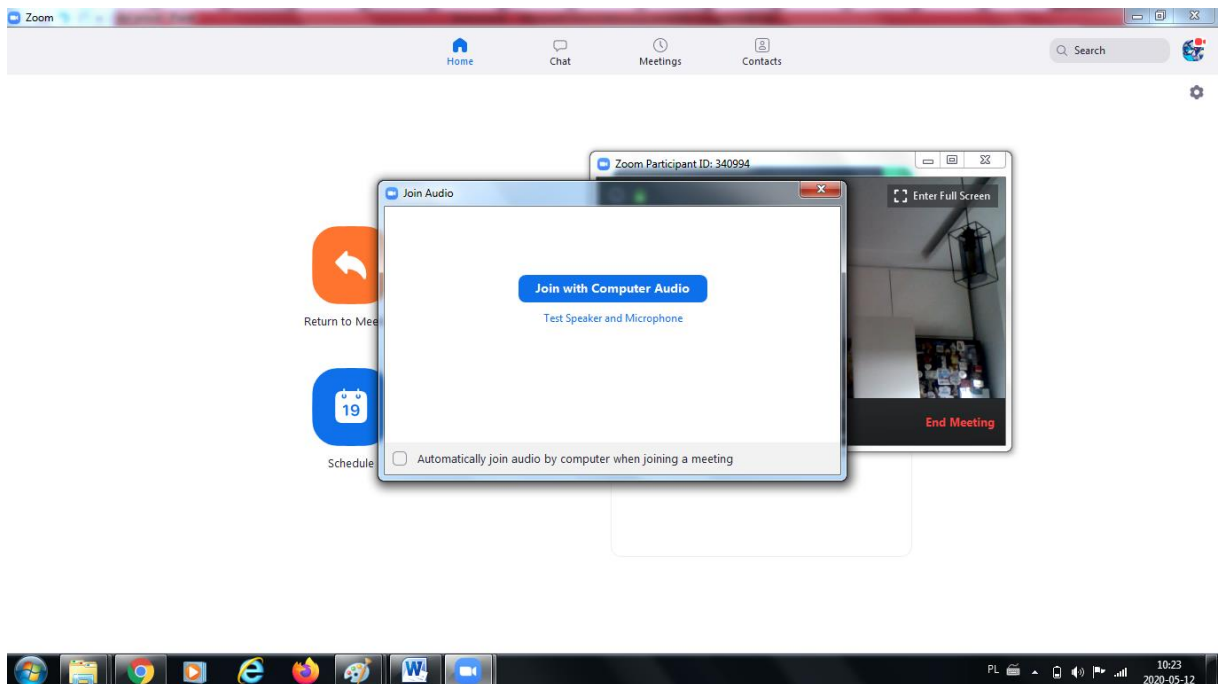 Zoom
Home
Chat
Meetings
Contacts
Search
Zoom Participant ID: 340994
Join Audio
Enter Full Screen
Join with Computer Audio
Return to Mee
Test Speaker and Microphone
19
End Meeting
Schedule
Automatically join audio by computer when joining a meeting
PL
10:23
2020-05-12